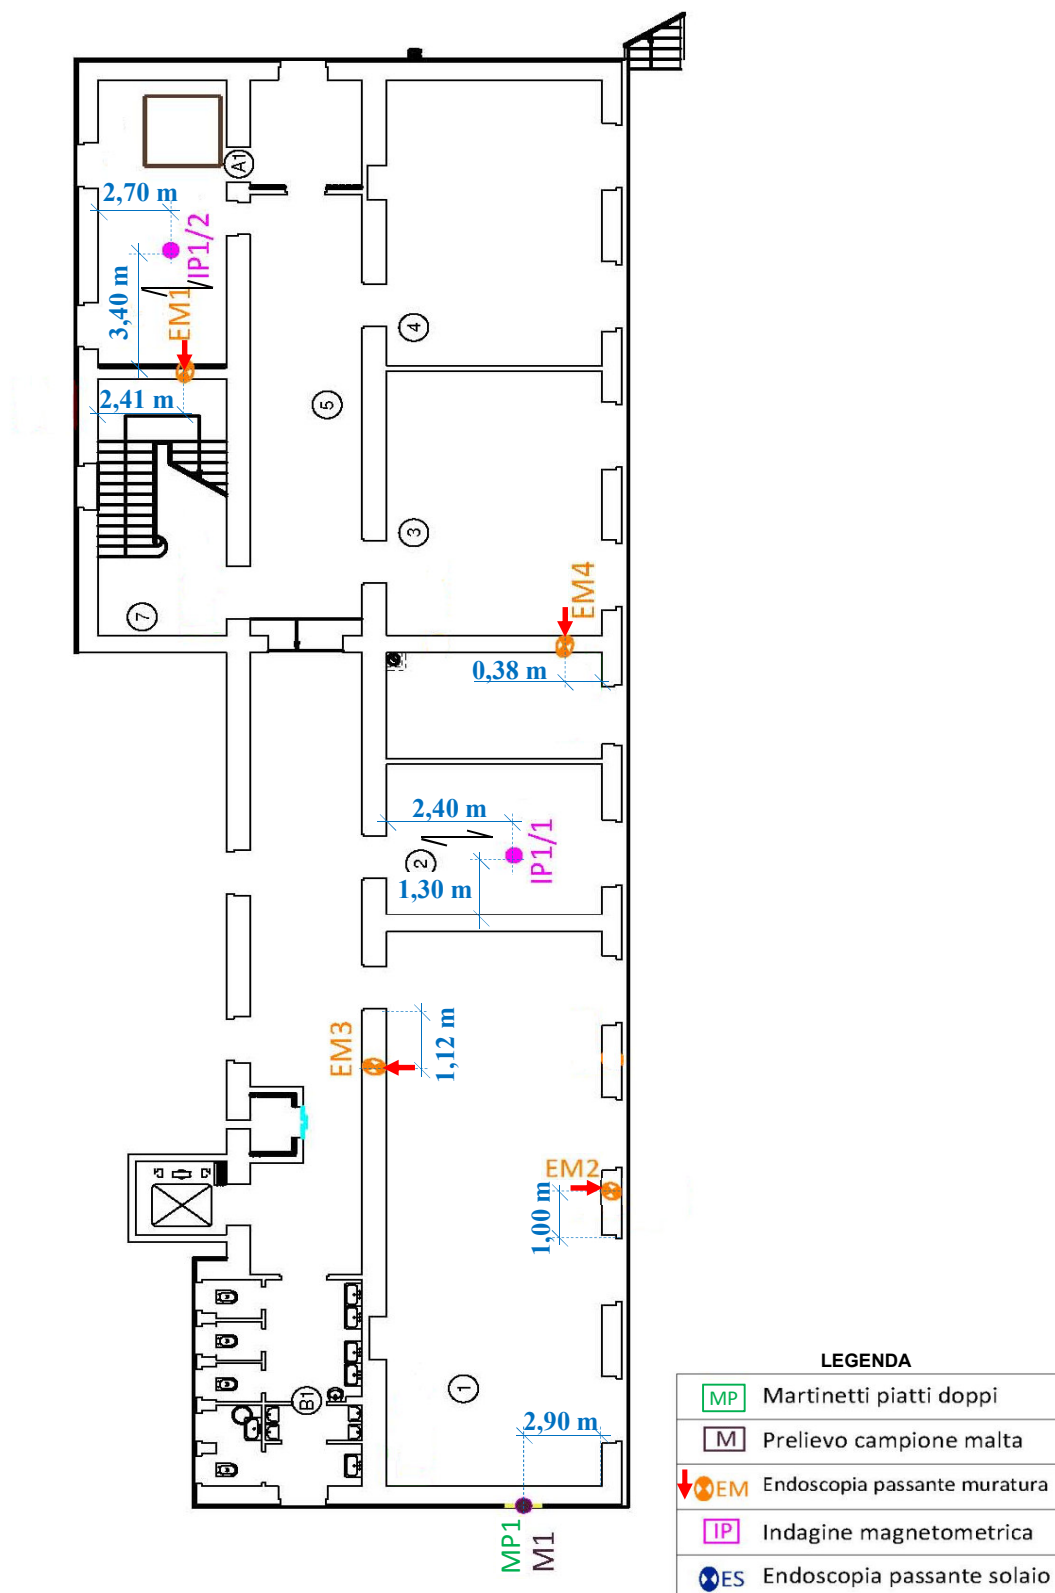 A1
2,70 m
IP1/2
3,40 m
EM1
4
2,41 m
5
3
7
EM4
0,38 m
2,40 m
2
IP1/1
1,30 m
EM3
1,12 m
EM2
1,00 m
B1
1
2,90 m
MP1
M1
LEGENDA
MP Martinetti piatti doppi
M Prelievo campione malta
EM Endoscopia passante muratura
IP Indagine magnetometrica
ES Endoscopia passante solaio